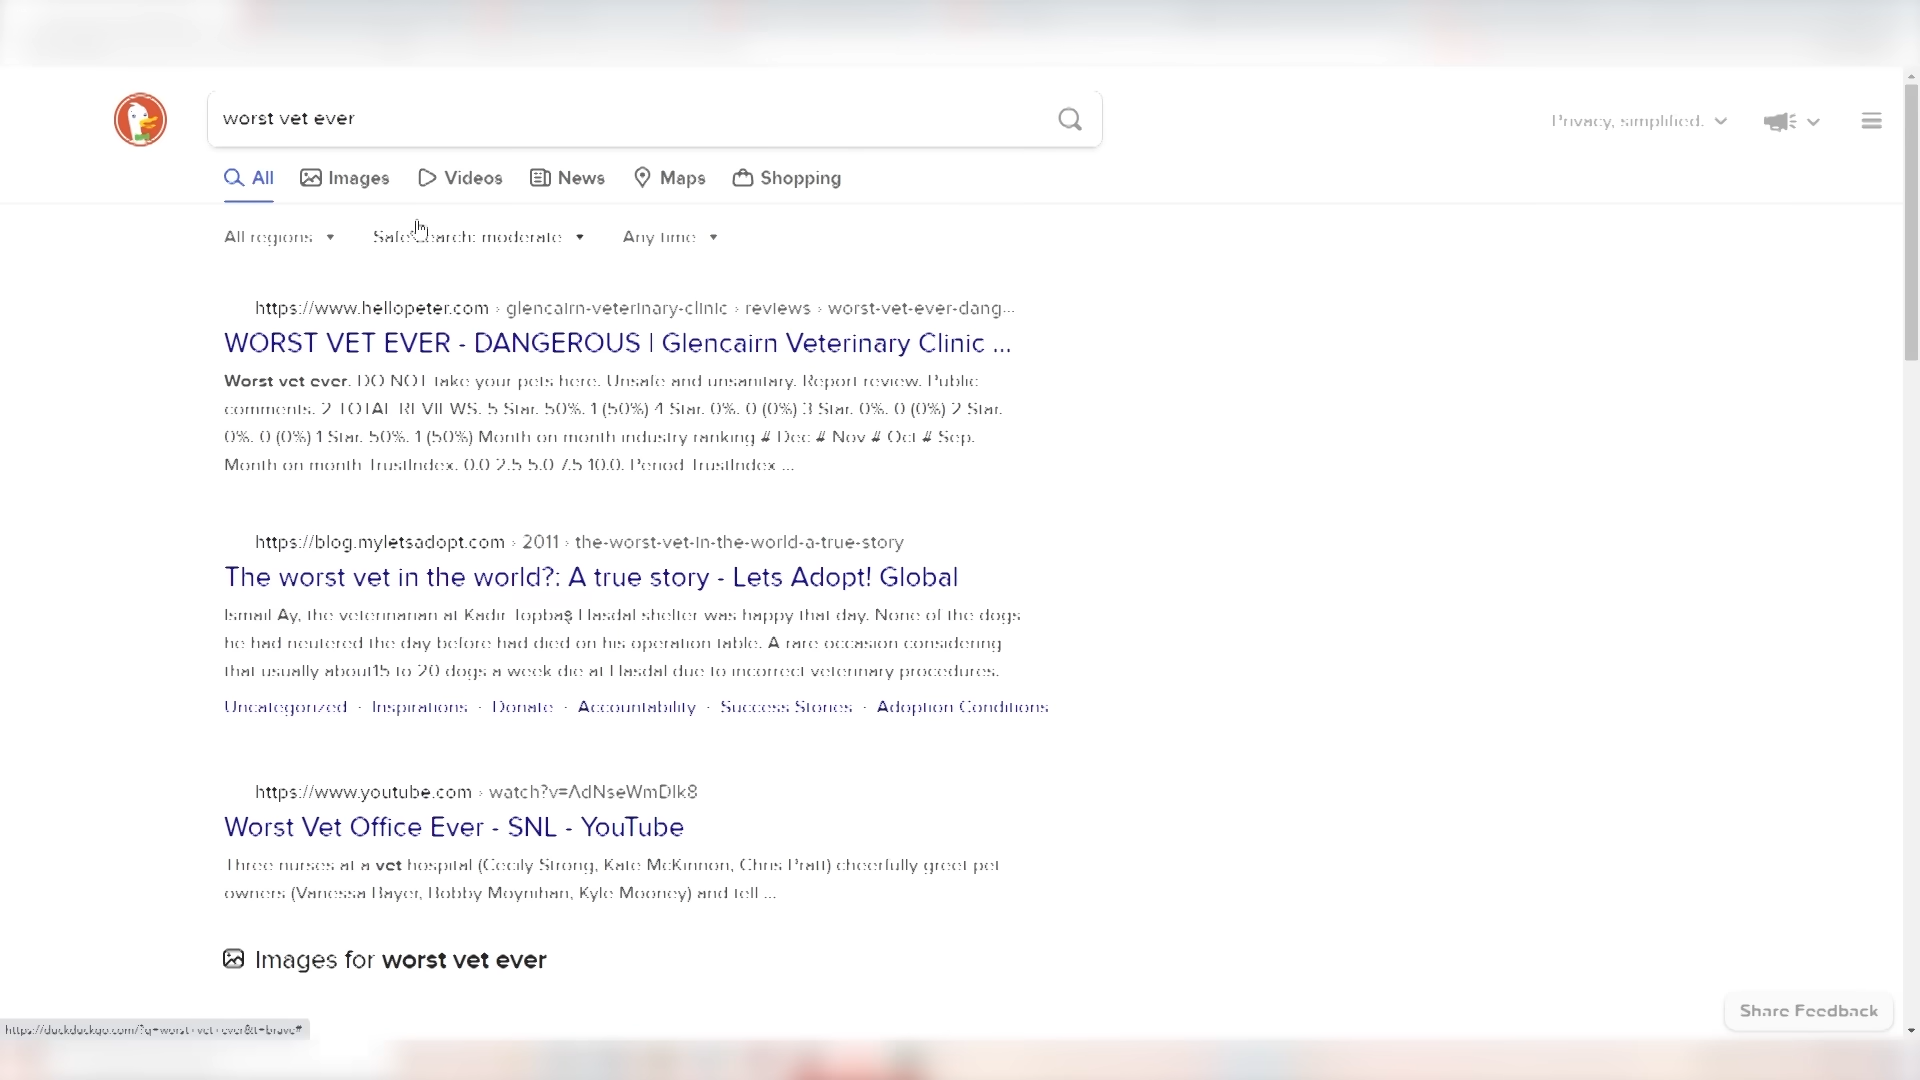 worst vet ever
Privacy, simplified.
All Images Videos News Maps Shopping
All regions Safe search: moderate Any time
https://www.hellopeter.com › glencairn-veterinary-clinic › reviews › worst-vet-ever-dang...
WORST VET EVER - DANGEROUS | Glencairn Veterinary Clinic ...
Worst vet ever. DO NOT take your pets here. Unsafe and unsanitary. Report review. Public
comments. 2 TOTAL REVIEWS. 5 Star. 50%. 1 (50%) 4 Star. 0%. 0 (0%) 3 Star. 0%. 0 (0%) 2 Star.
0%. 0 (0%) 1 Star. 50%. 1 (50%) Month on month industry ranking # Dec # Nov # Oct # Sep.
Month on month TrustIndex. 0.0 2.5 5.0 7.5 10.0. Period TrustIndex ...
https://blog.myletsadopt.com › 2011 › the-worst-vet-in-the-world-a-true-story
The worst vet in the world?: A true story - Lets Adopt! Global
Ismail Ay, the veterinarian at Kadir Topbaş Hasdal shelter was happy that day. None of the dogs
he had neutered the day before had died on his operation table. A rare occasion considering
that usually about15 to 20 dogs a week die at Hasdal due to incorrect veterinary procedures.
Uncategorized · Inspirations · Donate · Accountability · Success Stories · Adoption Conditions
https://www.youtube.com › watch?v=AdNseWmDIk8
Worst Vet Office Ever - SNL - YouTube
Three nurses at a vet hospital (Cecily Strong, Kate McKinnon, Chris Pratt) cheerfully greet pet
owners (Vanessa Bayer, Bobby Moynihan, Kyle Mooney) and tell ...
Images for worst vet ever
Share Feedback
https://duckduckgo.com/?q=worst+vet+ever&t=brave#